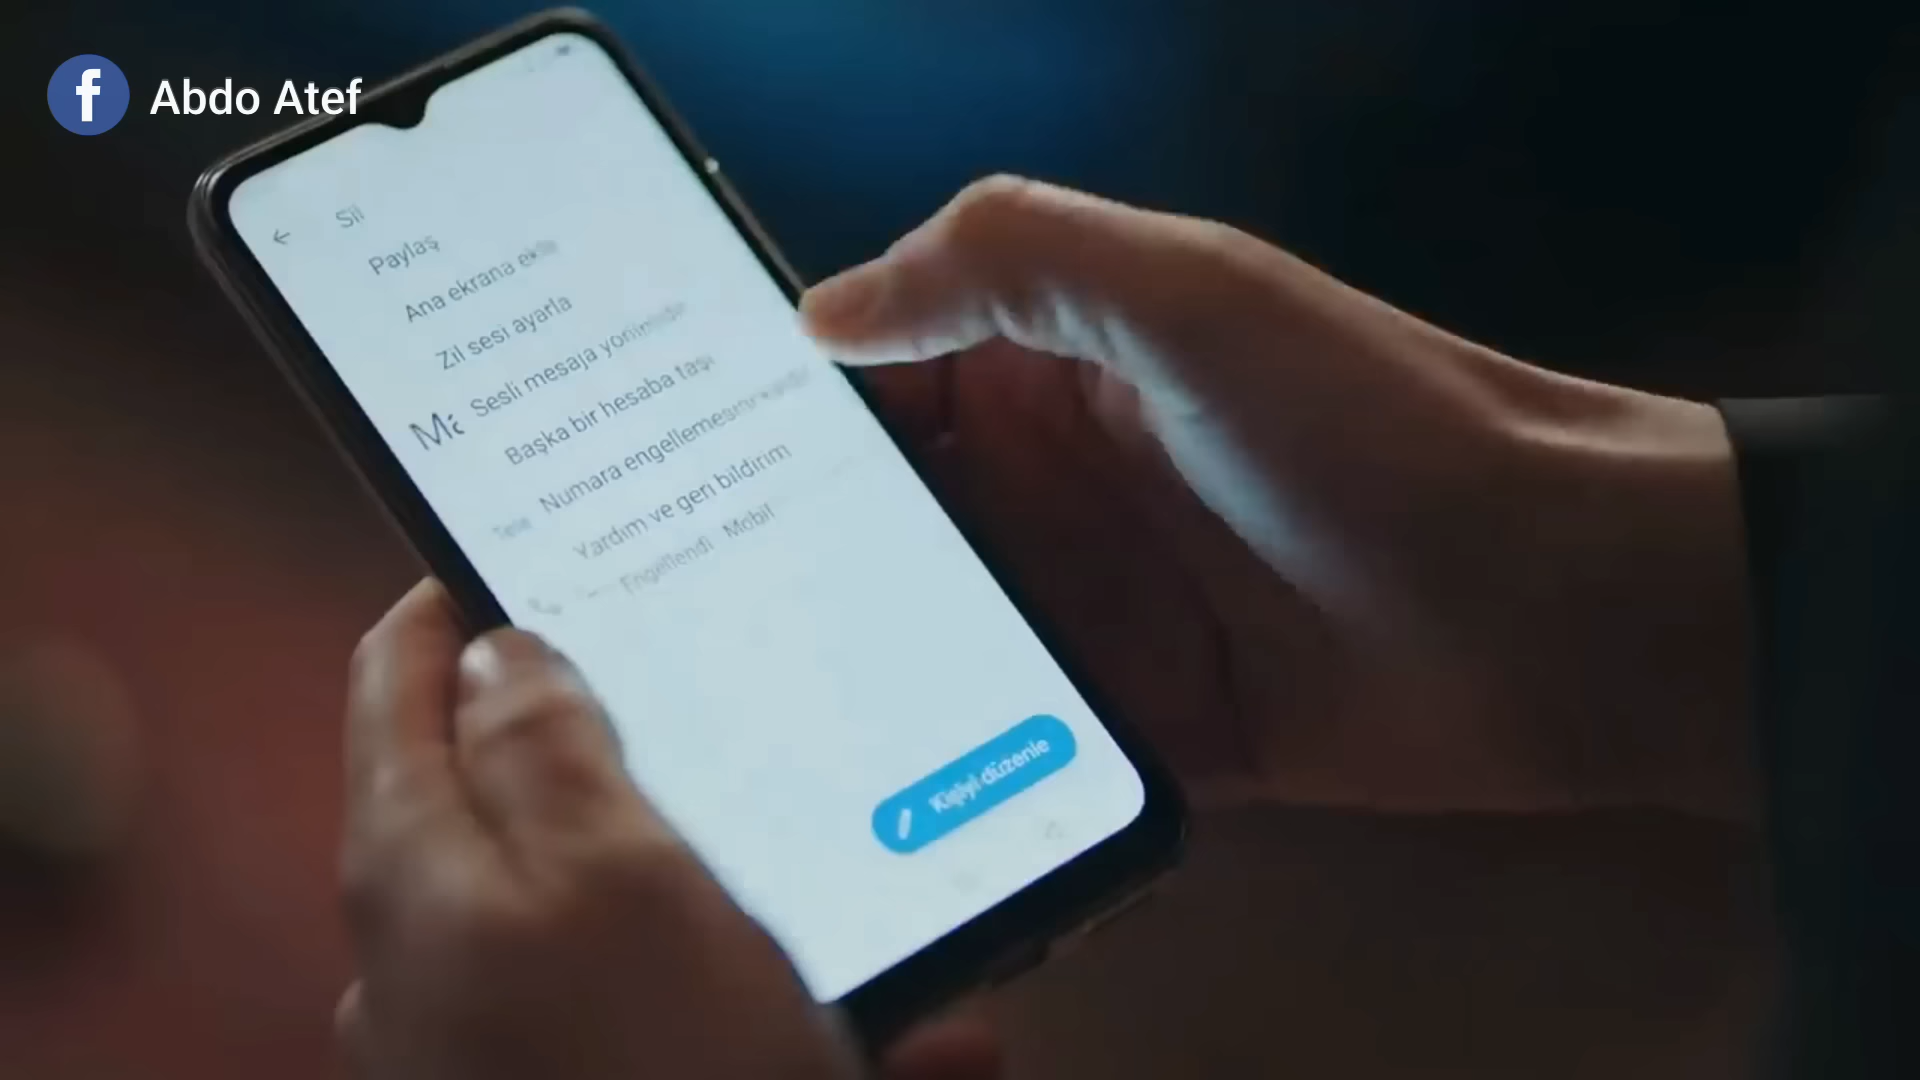 Abdo Atef
Sil
Paylaş
Ana ekrana ekle
Zil sesi ayarla
Sesli mesaja yönlendir
Başka bir hesaba taşı
Numara engellemesini kaldır
Yardım ve geri bildirim
Engellendi Mobil
Kişiyi düzenle